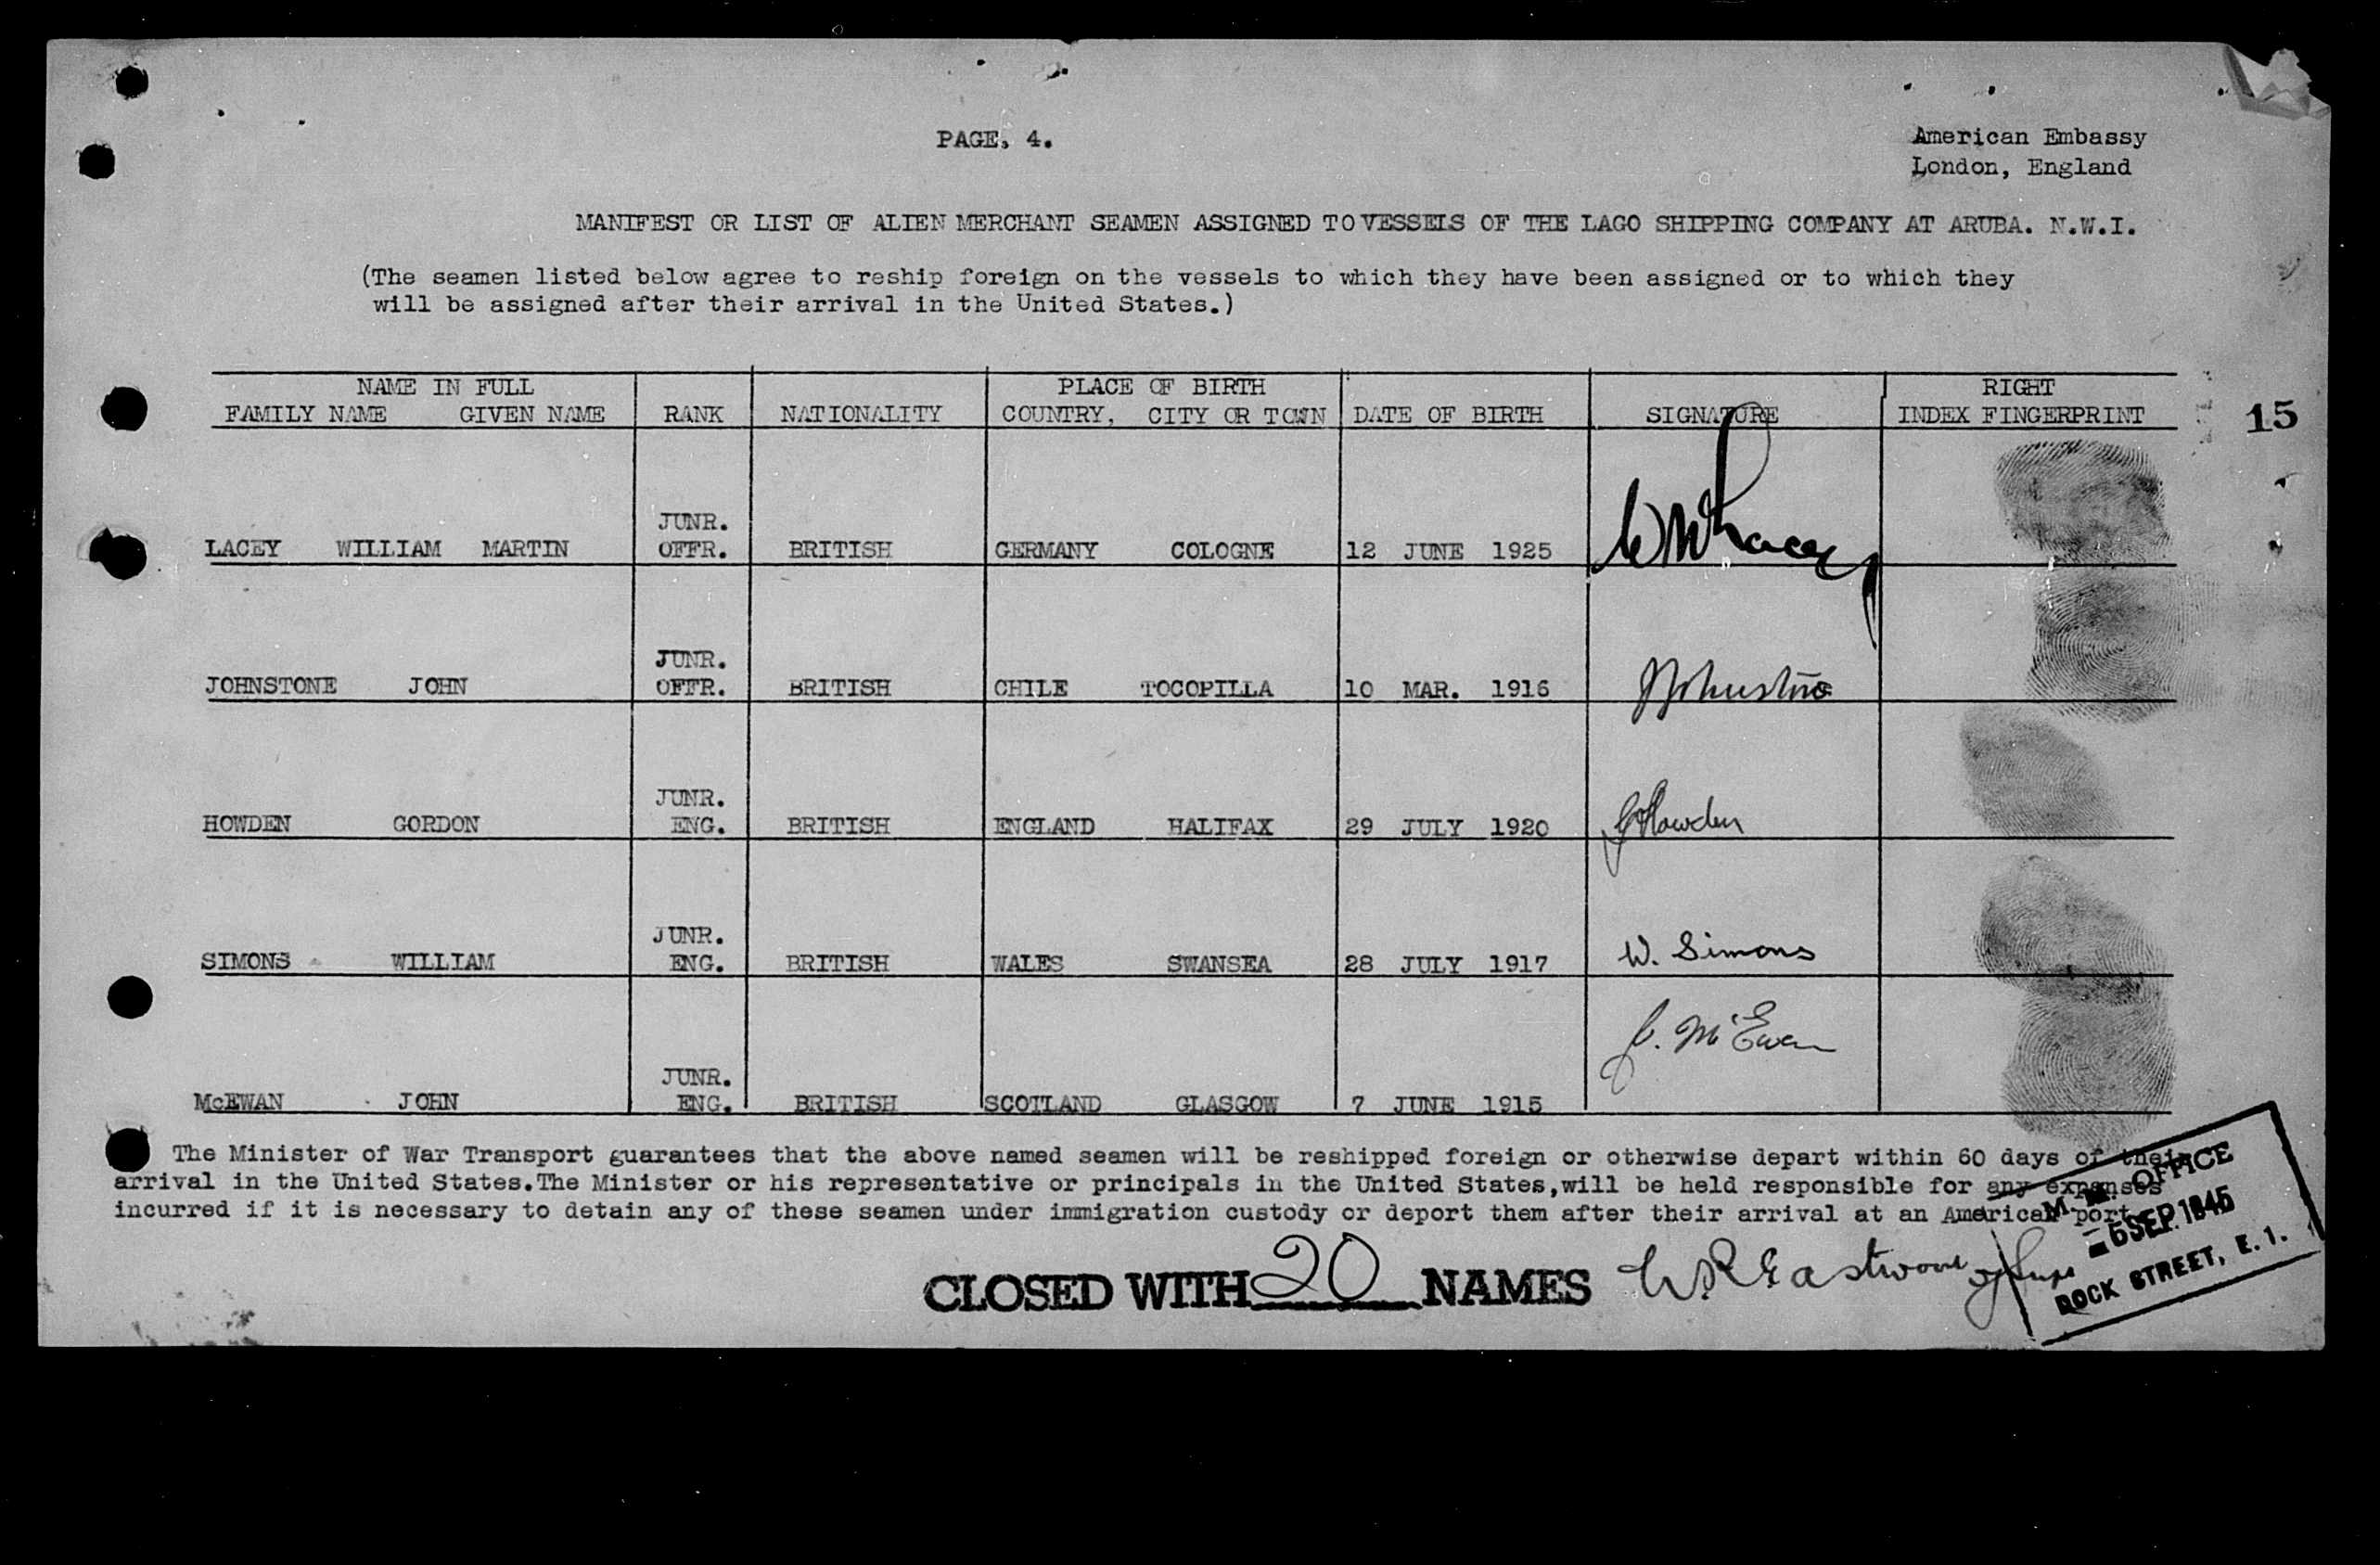 PAGE, 4.
American Embassy
London, England
MANIFEST OR LIST OF ALIEN MERCHANT SEAMEN ASSIGNED TO VESSELS OF THE LAGO SHIPPING COMPANY AT ARUBA. N.W.I.
(The seamen listed below agree to reship foreign on the vessels to which they have been assigned or to which they
will be assigned after their arrival in the United States.)
NAME IN FULL PLACE OF BIRTH RIGHT
FAMILY NAME GIVEN NAME RANK NATIONALITY COUNTRY, CITY OR TOWN DATE OF BIRTH SIGNATURE INDEX FINGERPRINT
15
JUNR.
LACEY WILLIAM MARTIN OFFR. BRITISH GERMANY COLOGNE 12 JUNE 1925 W M Lacey
JUNR.
JOHNSTONE JOHN OFFR. BRITISH CHILE TOCOPILLA 10 MAR. 1916 J Johnstone
JUNR.
HOWDEN GORDON ENG. BRITISH ENGLAND HALIFAX 29 JULY 1920 G Howden
JUNR.
SIMONS WILLIAM ENG. BRITISH WALES SWANSEA 28 JULY 1917 W. Simons
J. McEwan
JUNR.
McEWAN JOHN ENG. BRITISH SCOTLAND GLASGOW 7 JUNE 1915
The Minister of War Transport guarantees that the above named seamen will be reshipped foreign or otherwise depart within 60 days of their
arrival in the United States.The Minister or his representative or principals in the United States,will be held responsible for any expenses
incurred if it is necessary to detain any of these seamen under immigration custody or deport them after their arrival at an American port.
CLOSED WITH 20 NAMES W R Eastwood
M. M. OFFICE
5 SEP. 1945
DOCK STREET, E. 1.